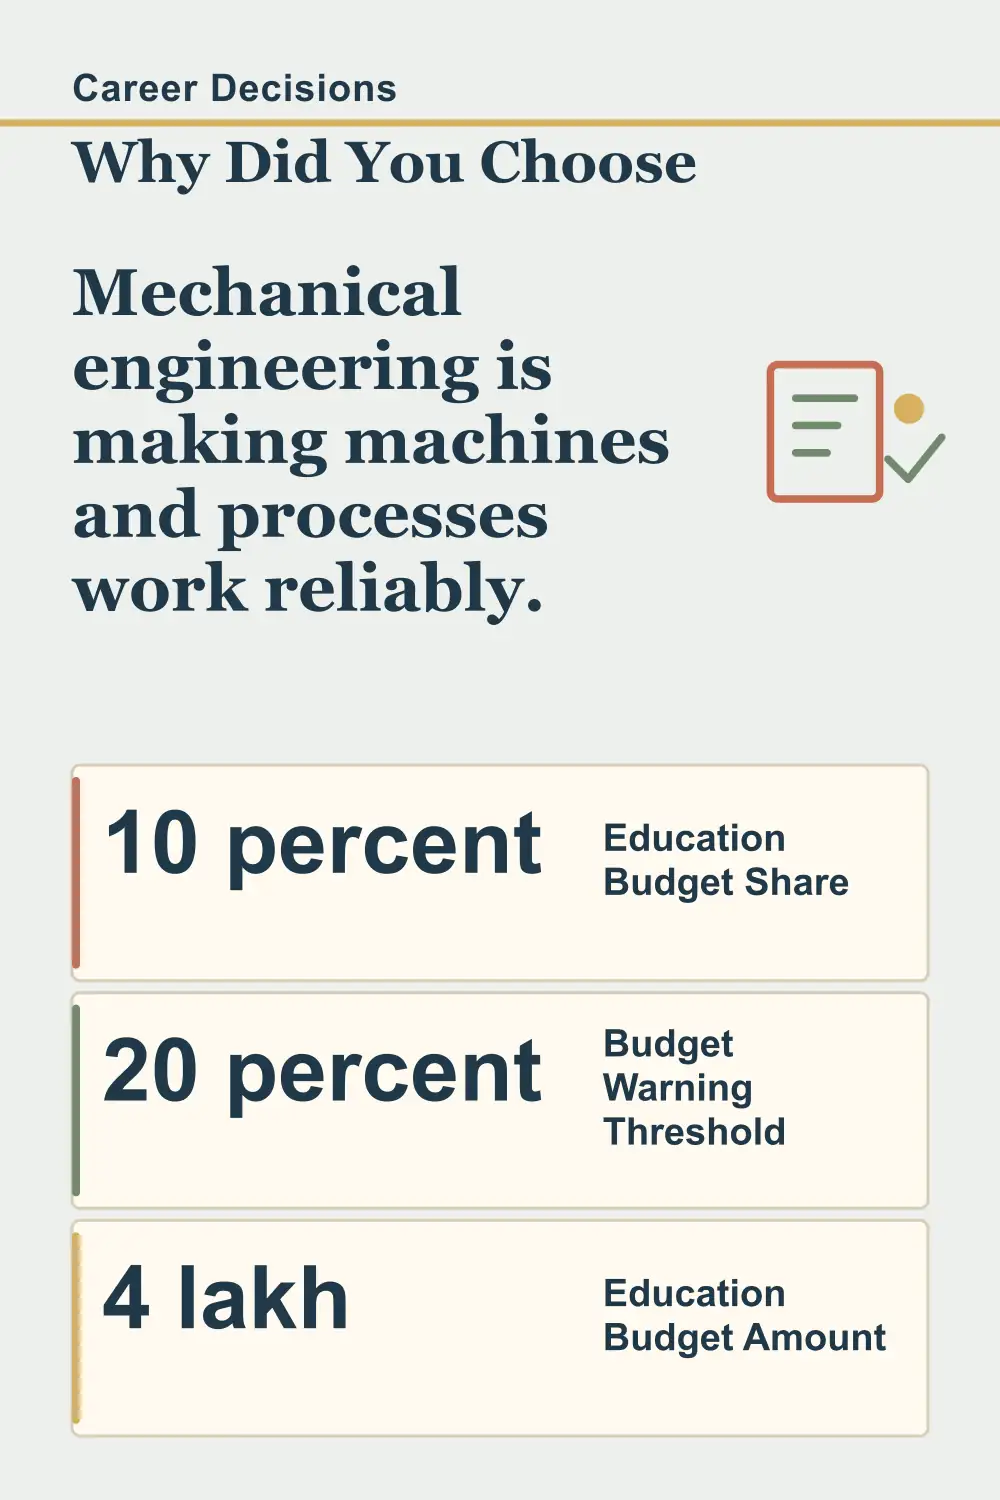 Career Decisions
Why Did You Choose
Mechanical
engineering is
making machines
and processes
work reliably.
10 percent
Education
Budget Share
20 percent
Budget
Warning
Threshold
4 lakh
Education
Budget Amount